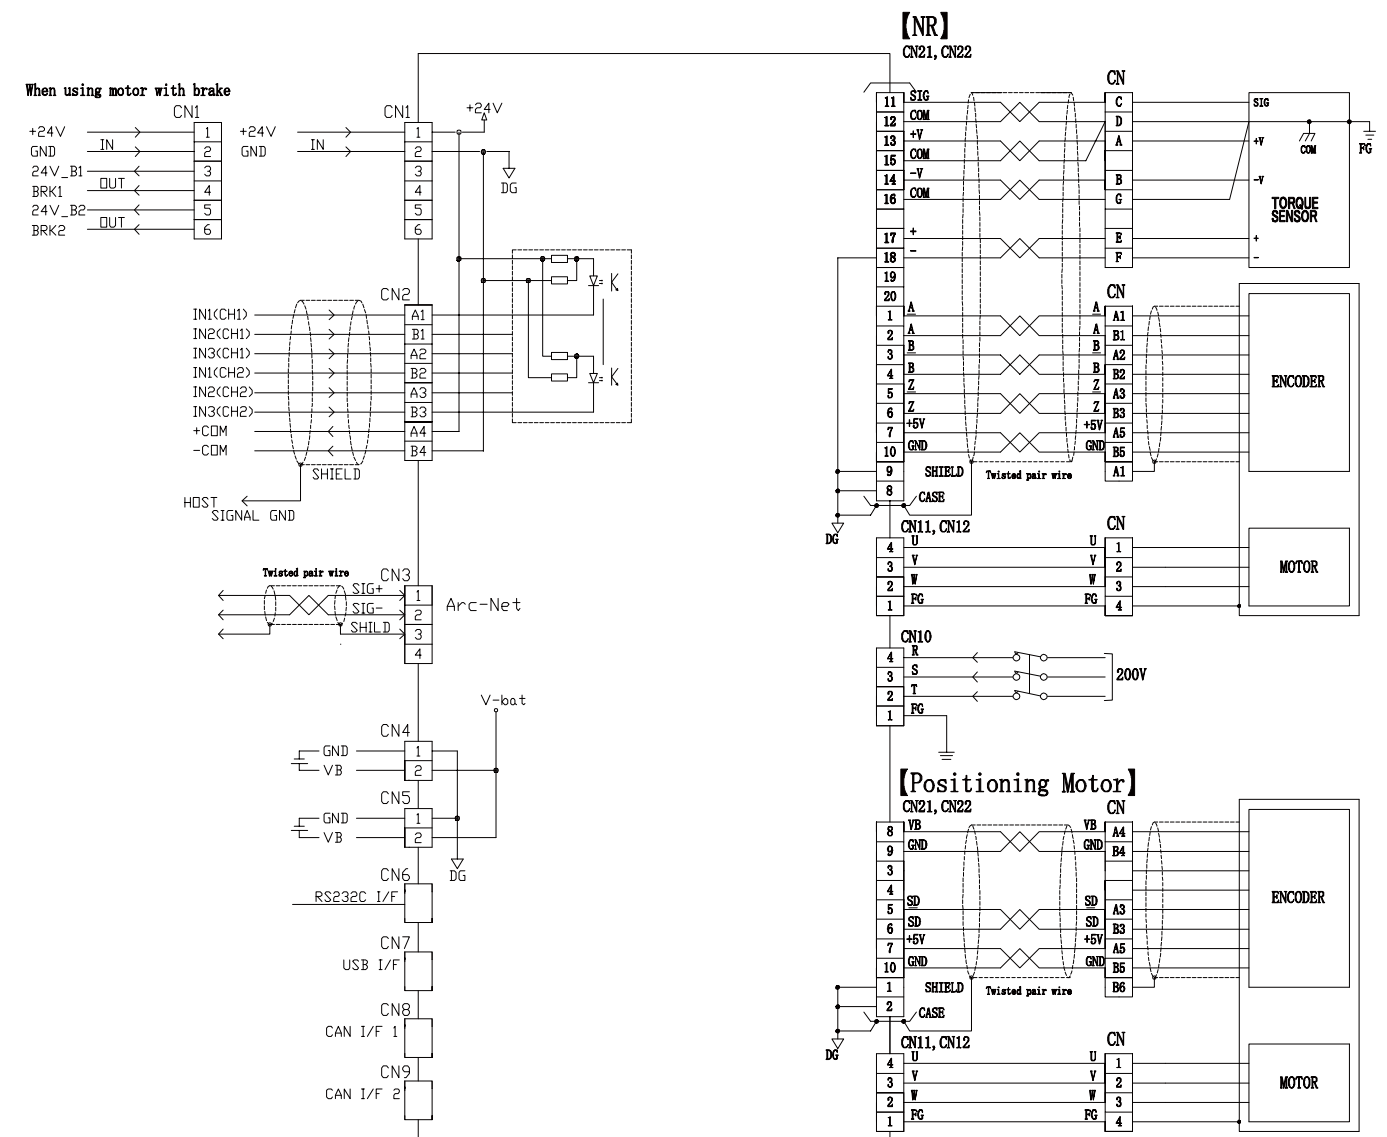 【NR】
CN21, CN22
When using motor with brake
CN1
+24V 1
GND IN 2
24V_B1 3
BRK1 OUT 4
24V_B2 5
BRK2 OUT 6
CN1
+24V
+24V 1
GND IN 2
3
4
5
6
DG
CN2
IN1(CH1) A1
IN2(CH1) B1
IN3(CH1) A2
IN1(CH2) B2
IN2(CH2) A3
IN3(CH2) B3
+COM A4
-COM B4
K
K
SHIELD
HOST
SIGNAL GND
Twisted pair wire
CN3
SIG+ 1
SIG- 2
SHILD 3
4
Arc-Net
V-bat
CN4
GND 1
VB 2
CN5
GND 1
VB 2
DG
CN6
RS232C I/F
CN7
USB I/F
CN8
CAN I/F 1
CN9
CAN I/F 2
CN
11 SIG C SIG
12 COM D
13 +V A +V
15 COM
14 -V B -V
16 COM G
17 + E +
18 - F -
19
20
COM
FG
TORQUE
SENSOR
CN
1 A A A1
2 A A B1
3 B B A2
4 B B B2
5 Z Z A3
6 Z Z B3
7 +5V +5V A5
10 GND GND B5
9 SHIELD Twisted pair wire A1
8 CASE
ENCODER
DG
CN11, CN12 CN
4 U U 1
3 V V 2
2 W W 3
1 FG FG 4
MOTOR
CN10
4 R
3 S
2 T
1 FG
200V
【Positioning Motor】
CN21, CN22 CN
8 VB VB A4
9 GND GND B4
3
4
5 SD SD A3
6 SD SD B3
7 +5V +5V A5
10 GND GND B5
1 SHIELD Twisted pair wire B6
2 CASE
ENCODER
DG
CN11, CN12 CN
4 U U 1
3 V V 2
2 W W 3
1 FG FG 4
MOTOR